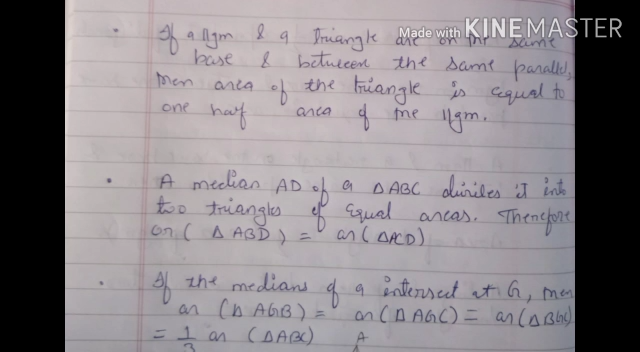 Made with KINEMASTER
If a ||gm & a triangle are on the same
base & between the same parallel,
then area of the triangle is equal to
one half area of the ||gm.
A median AD of a ΔABC divides it into
two triangles of equal areas. Therefore
ar( ΔABD) = ar(ΔACD)
If the medians of a intersect at G, then
ar (ΔAGB) = ar(ΔAGC) = ar(ΔBGC)
= 1/3 ar (ΔABC) A